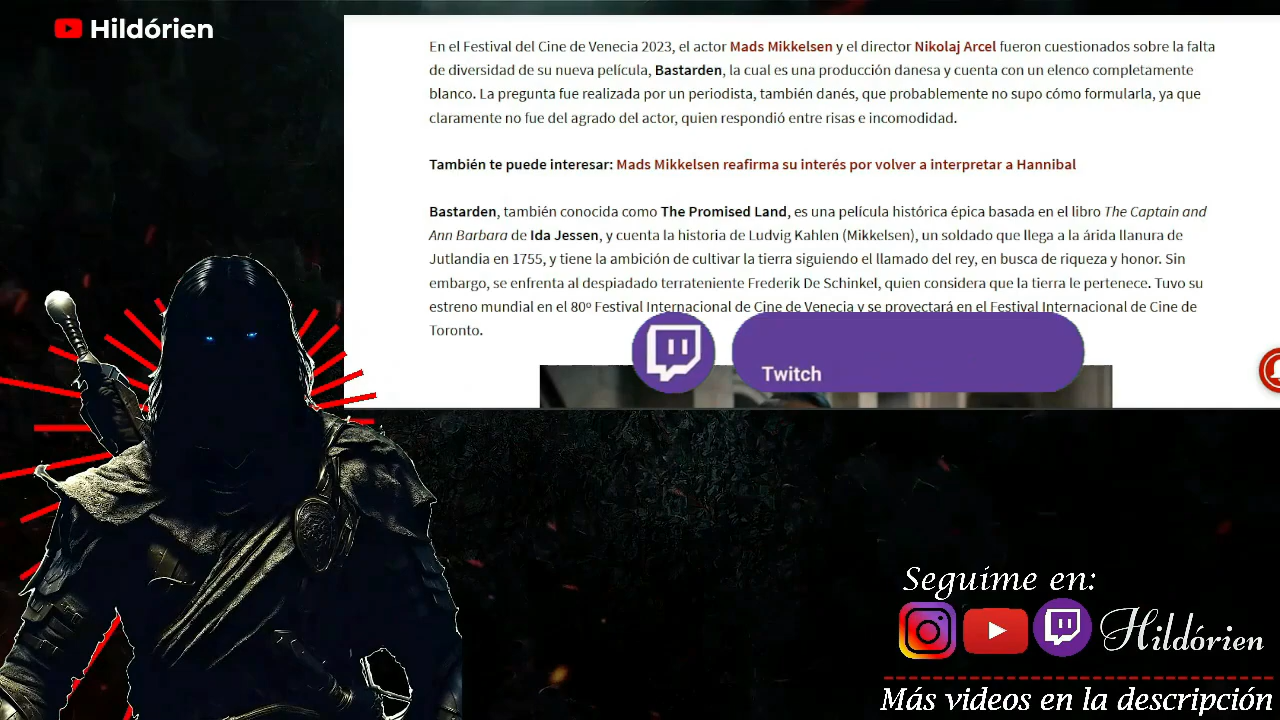 Hildórien
En el Festival del Cine de Venecia 2023, el actor Mads Mikkelsen y el director Nikolaj Arcel fueron cuestionados sobre la falta
de diversidad de su nueva película, Bastarden, la cual es una producción danesa y cuenta con un elenco completamente
blanco. La pregunta fue realizada por un periodista, también danés, que probablemente no supo cómo formularla, ya que
claramente no fue del agrado del actor, quien respondió entre risas e incomodidad.
También te puede interesar: Mads Mikkelsen reafirma su interés por volver a interpretar a Hannibal
Bastarden, también conocida como The Promised Land, es una película histórica épica basada en el libro The Captain and
Ann Barbara de Ida Jessen, y cuenta la historia de Ludvig Kahlen (Mikkelsen), un soldado que llega a la árida llanura de
Jutlandia en 1755, y tiene la ambición de cultivar la tierra siguiendo el llamado del rey, en busca de riqueza y honor. Sin
embargo, se enfrenta al despiadado terrateniente Frederik De Schinkel, quien considera que la tierra le pertenece. Tuvo su
estreno mundial en el 80º Festival Internacional de Cine de Venecia y se proyectará en el Festival Internacional de Cine de
Toronto.
Twitch
Seguime en:
Hildórien
Más videos en la descripción